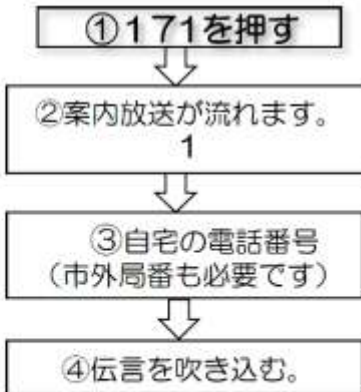 ①171を押す
②案内放送が流れます。
1
③自宅の電話番号
(市外局番も必要です)
④伝言を吹き込む。